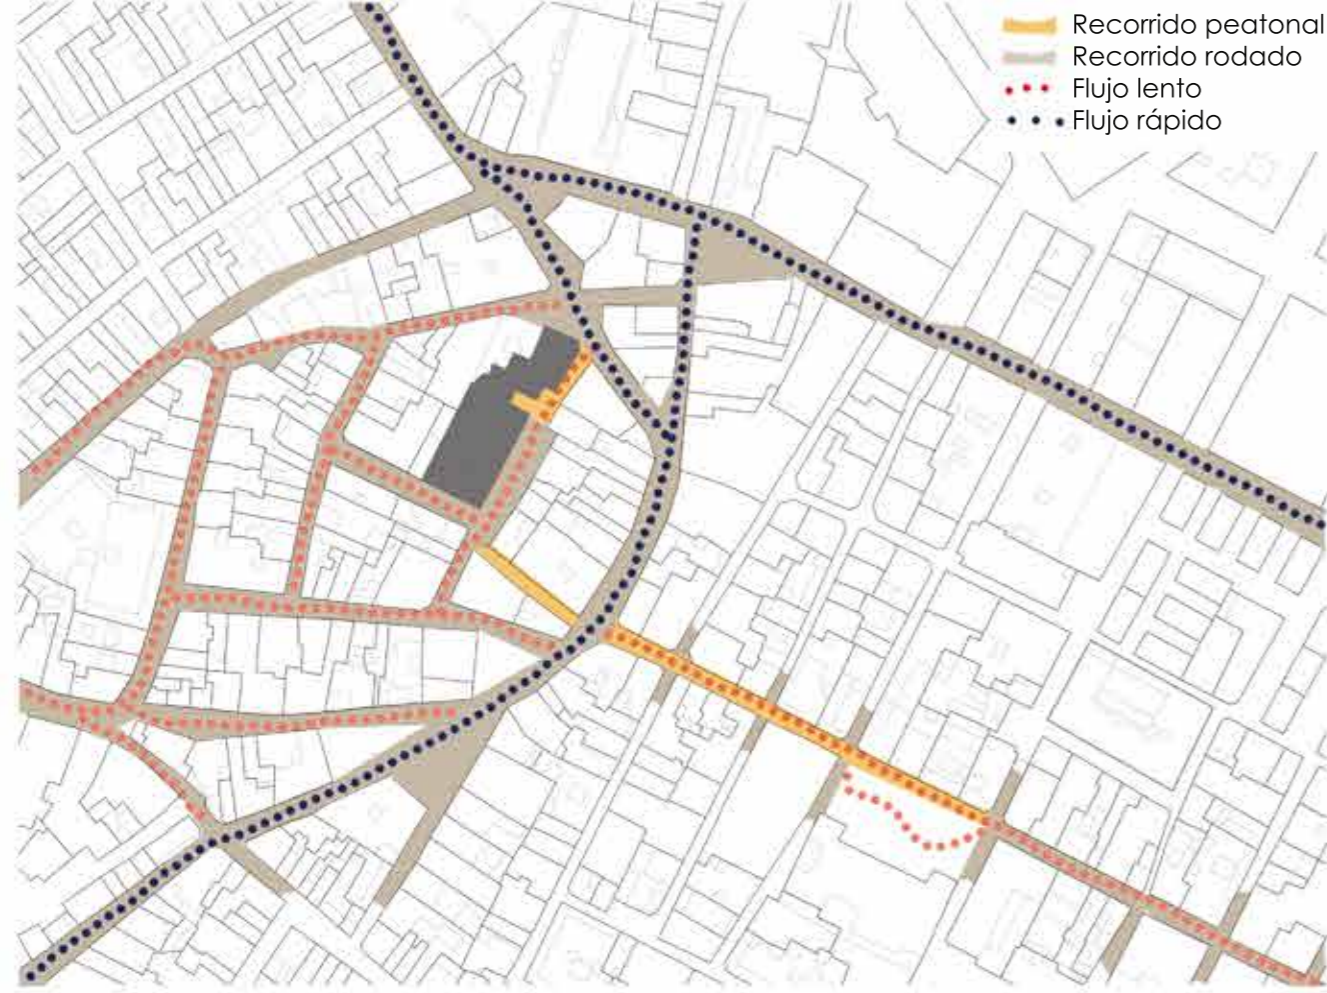 Recorrido peatonal
Recorrido rodado
Flujo lento
Flujo rápido